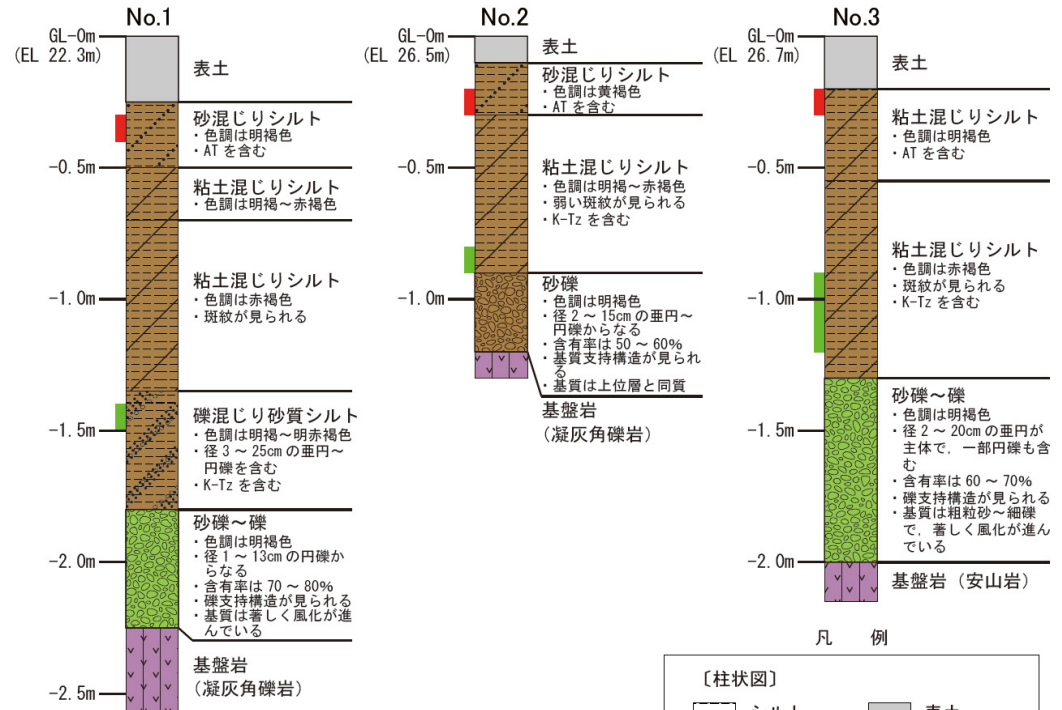 No.1
GL-0m
(EL 22.3m)
-0.5m
-1.0m
-1.5m
-2.0m
-2.5m
表土
砂混じりシルト
・色調は明褐色
・AT を含む
粘土混じりシルト
・色調は明褐~赤褐色
粘土混じりシルト
・色調は赤褐色
・斑紋が見られる
礫混じり砂質シルト
・色調は明褐~明赤褐色
・径 3 ~ 25cm の亜円~
円礫を含む
・K-Tz を含む
砂礫~礫
・色調は明褐色
・径 1 ~ 13cm の円礫か
らなる
・含有率は 70 ~ 80%
・礫支持構造が見られる
・基質は著しく風化が進
んでいる
基盤岩
(凝灰角礫岩)
No.2
GL-0m
(EL 26.5m)
-0.5m
-1.0m
表土
砂混じりシルト
・色調は黄褐色
・AT を含む
粘土混じりシルト
・色調は明褐~赤褐色
・弱い斑紋が見られる
・K-Tz を含む
砂礫
・色調は明褐色
・径 2 ~ 15cm の亜円~
円礫からなる
・含有率は 50 ~ 60%
・基質支持構造が見られ
る
・基質は上位層と同質
基盤岩
(凝灰角礫岩)
No.3
GL-0m
(EL 26.7m)
-0.5m
-1.0m
-1.5m
-2.0m
表土
粘土混じりシルト
・色調は明褐色
・AT を含む
粘土混じりシルト
・色調は赤褐色
・斑紋が見られる
・K-Tz を含む
砂礫~礫
・色調は明褐色
・径 2 ~ 20cm の亜円が
主体で, 一部円礫も含
む
・含有率は 60 ~ 70%
・礫支持構造が見られる
・基質は粗粒砂~細礫
で, 著しく風化が進ん
でいる
基盤岩(安山岩)
凡 例
〔柱状図〕
シルト
表土